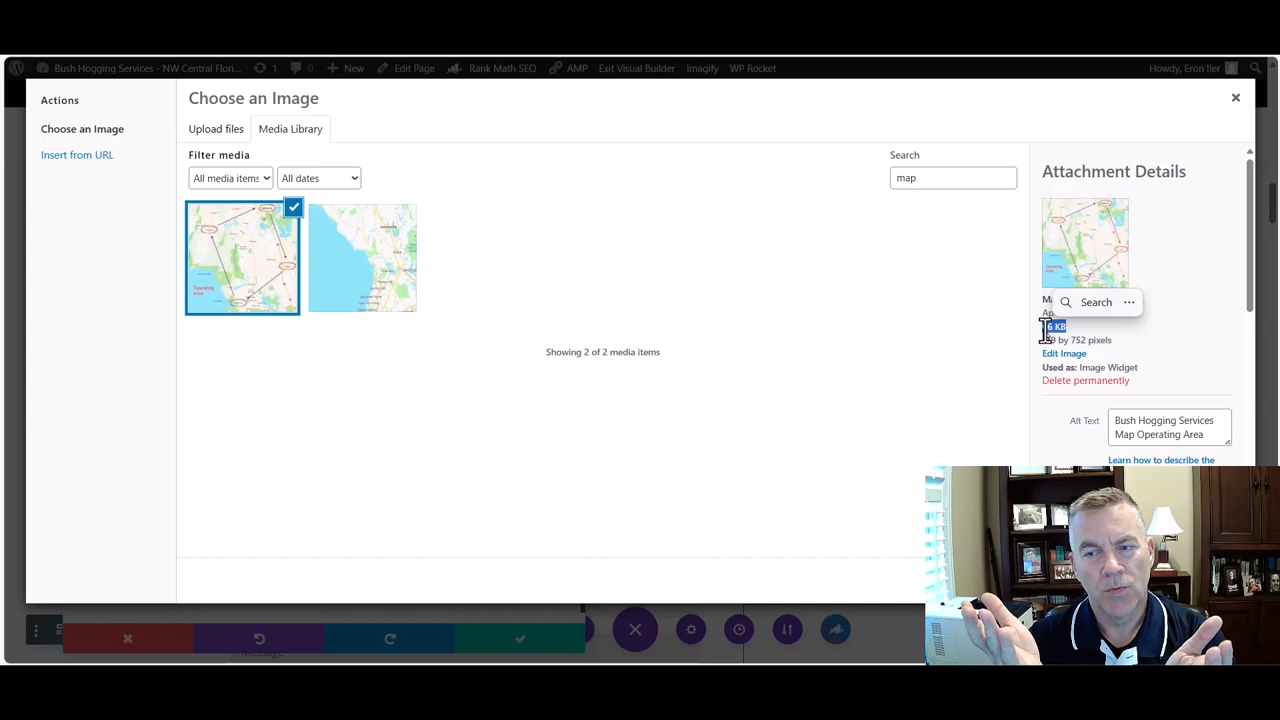 Bush Hogging Services - NW Central Flori... 1 0 New Edit Page Rank Math SEO AMP Exit Visual Builder Imagify WP Rocket Howdy, Eron Iler
Actions
Choose an Image
Insert from URL
Choose an Image
Upload files Media Library
Filter media
All media items All dates
Search
map
Showing 2 of 2 media items
Attachment Details
Search
6 KB
by 752 pixels
Edit Image
Used as: Image Widget
Delete permanently
Alt Text
Bush Hogging Services
Map Operating Area
Learn how to describe the
Operating
Area